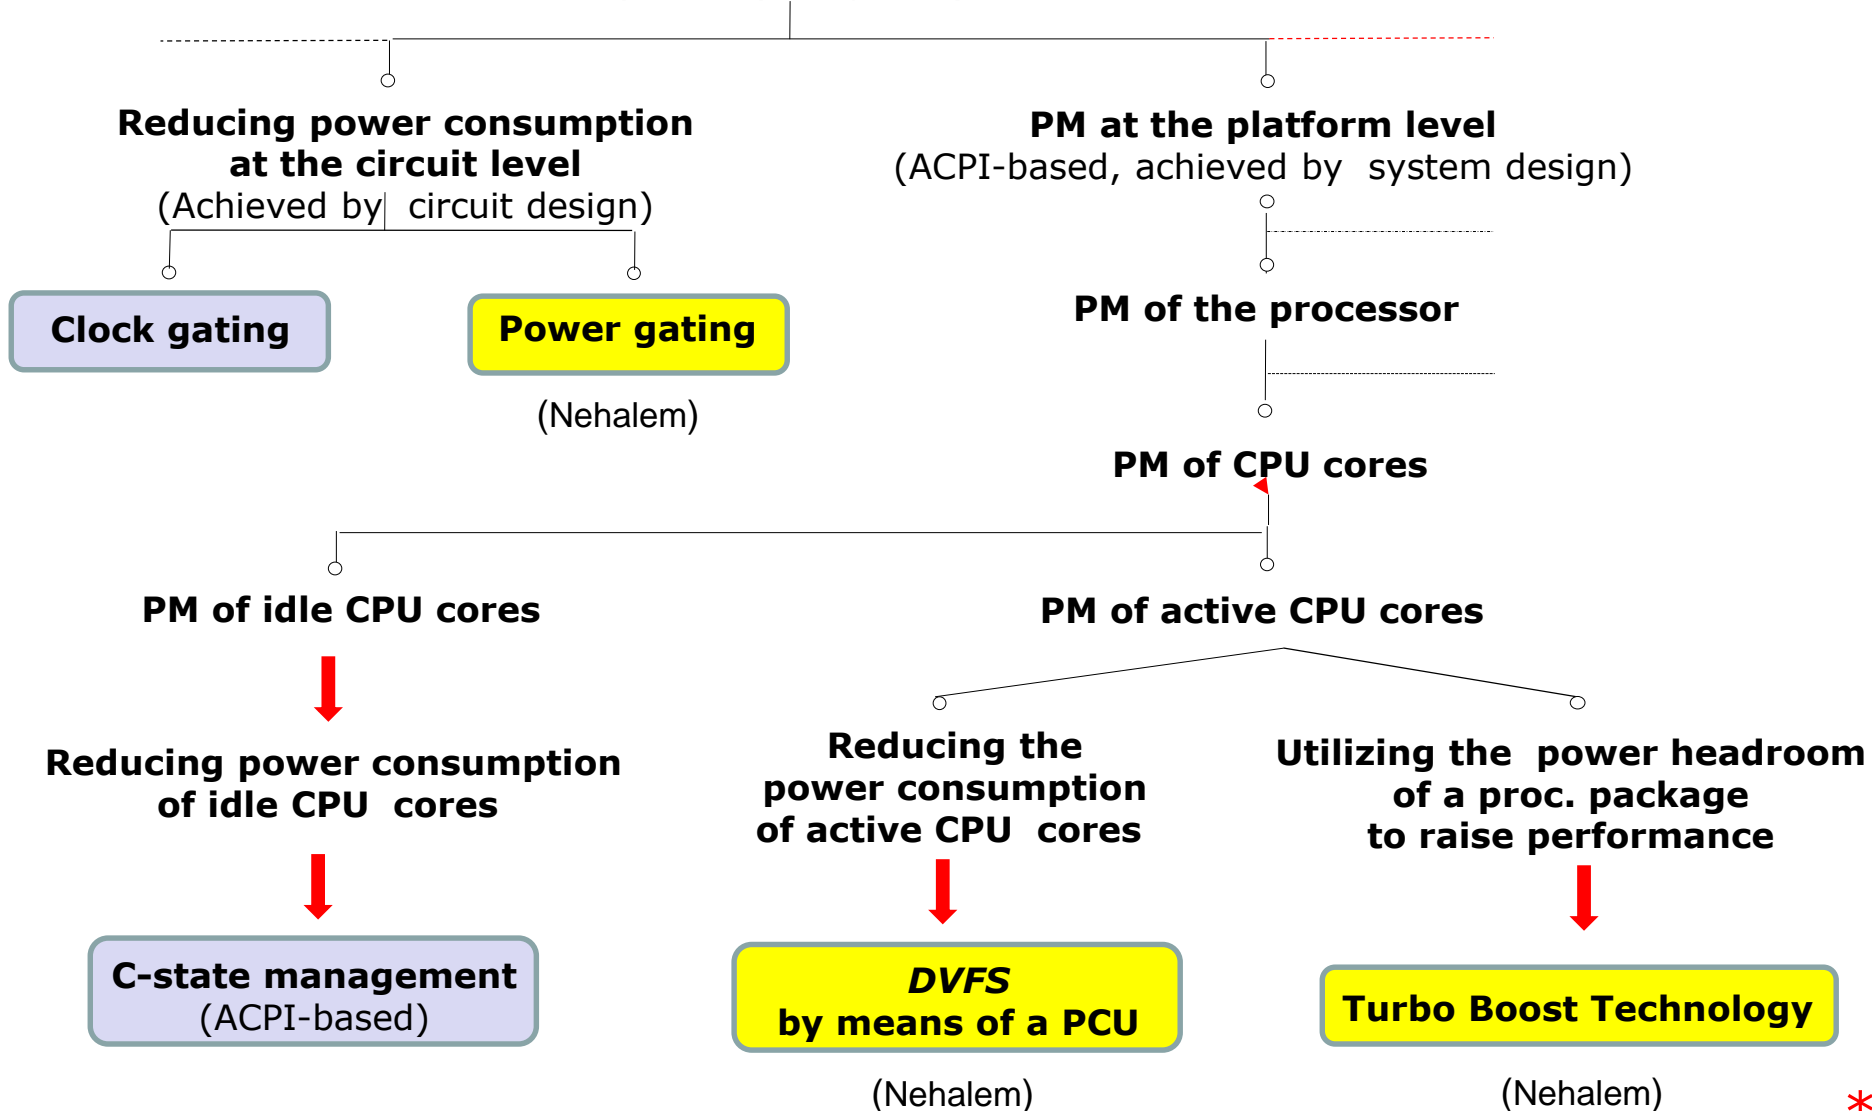 Reducing power consumption
at the circuit level
(Achieved by circuit design)
PM at the platform level
(ACPI-based, achieved by system design)
Clock gating
Power gating
(Nehalem)
PM of the processor
PM of CPU cores
PM of idle CPU cores
PM of active CPU cores
Reducing power consumption
of idle CPU cores
Reducing the
power consumption
of active CPU cores
Utilizing the power headroom
of a proc. package
to raise performance
C-state management
(ACPI-based)
DVFS
by means of a PCU
(Nehalem)
Turbo Boost Technology
(Nehalem)
*